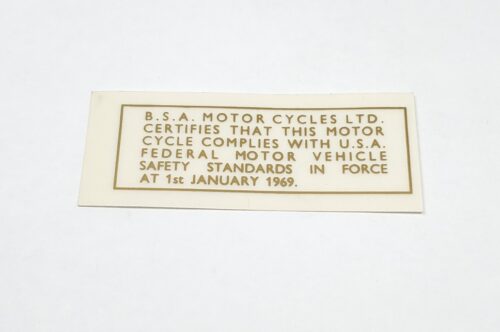 B.S.A. MOTOR CYCLES LTD.
CERTIFIES THAT THIS MOTOR
CYCLE COMPLIES WITH U.S.A.
FEDERAL MOTOR VEHICLE
SAFETY STANDARDS IN FORCE
AT 1st JANUARY 1969.